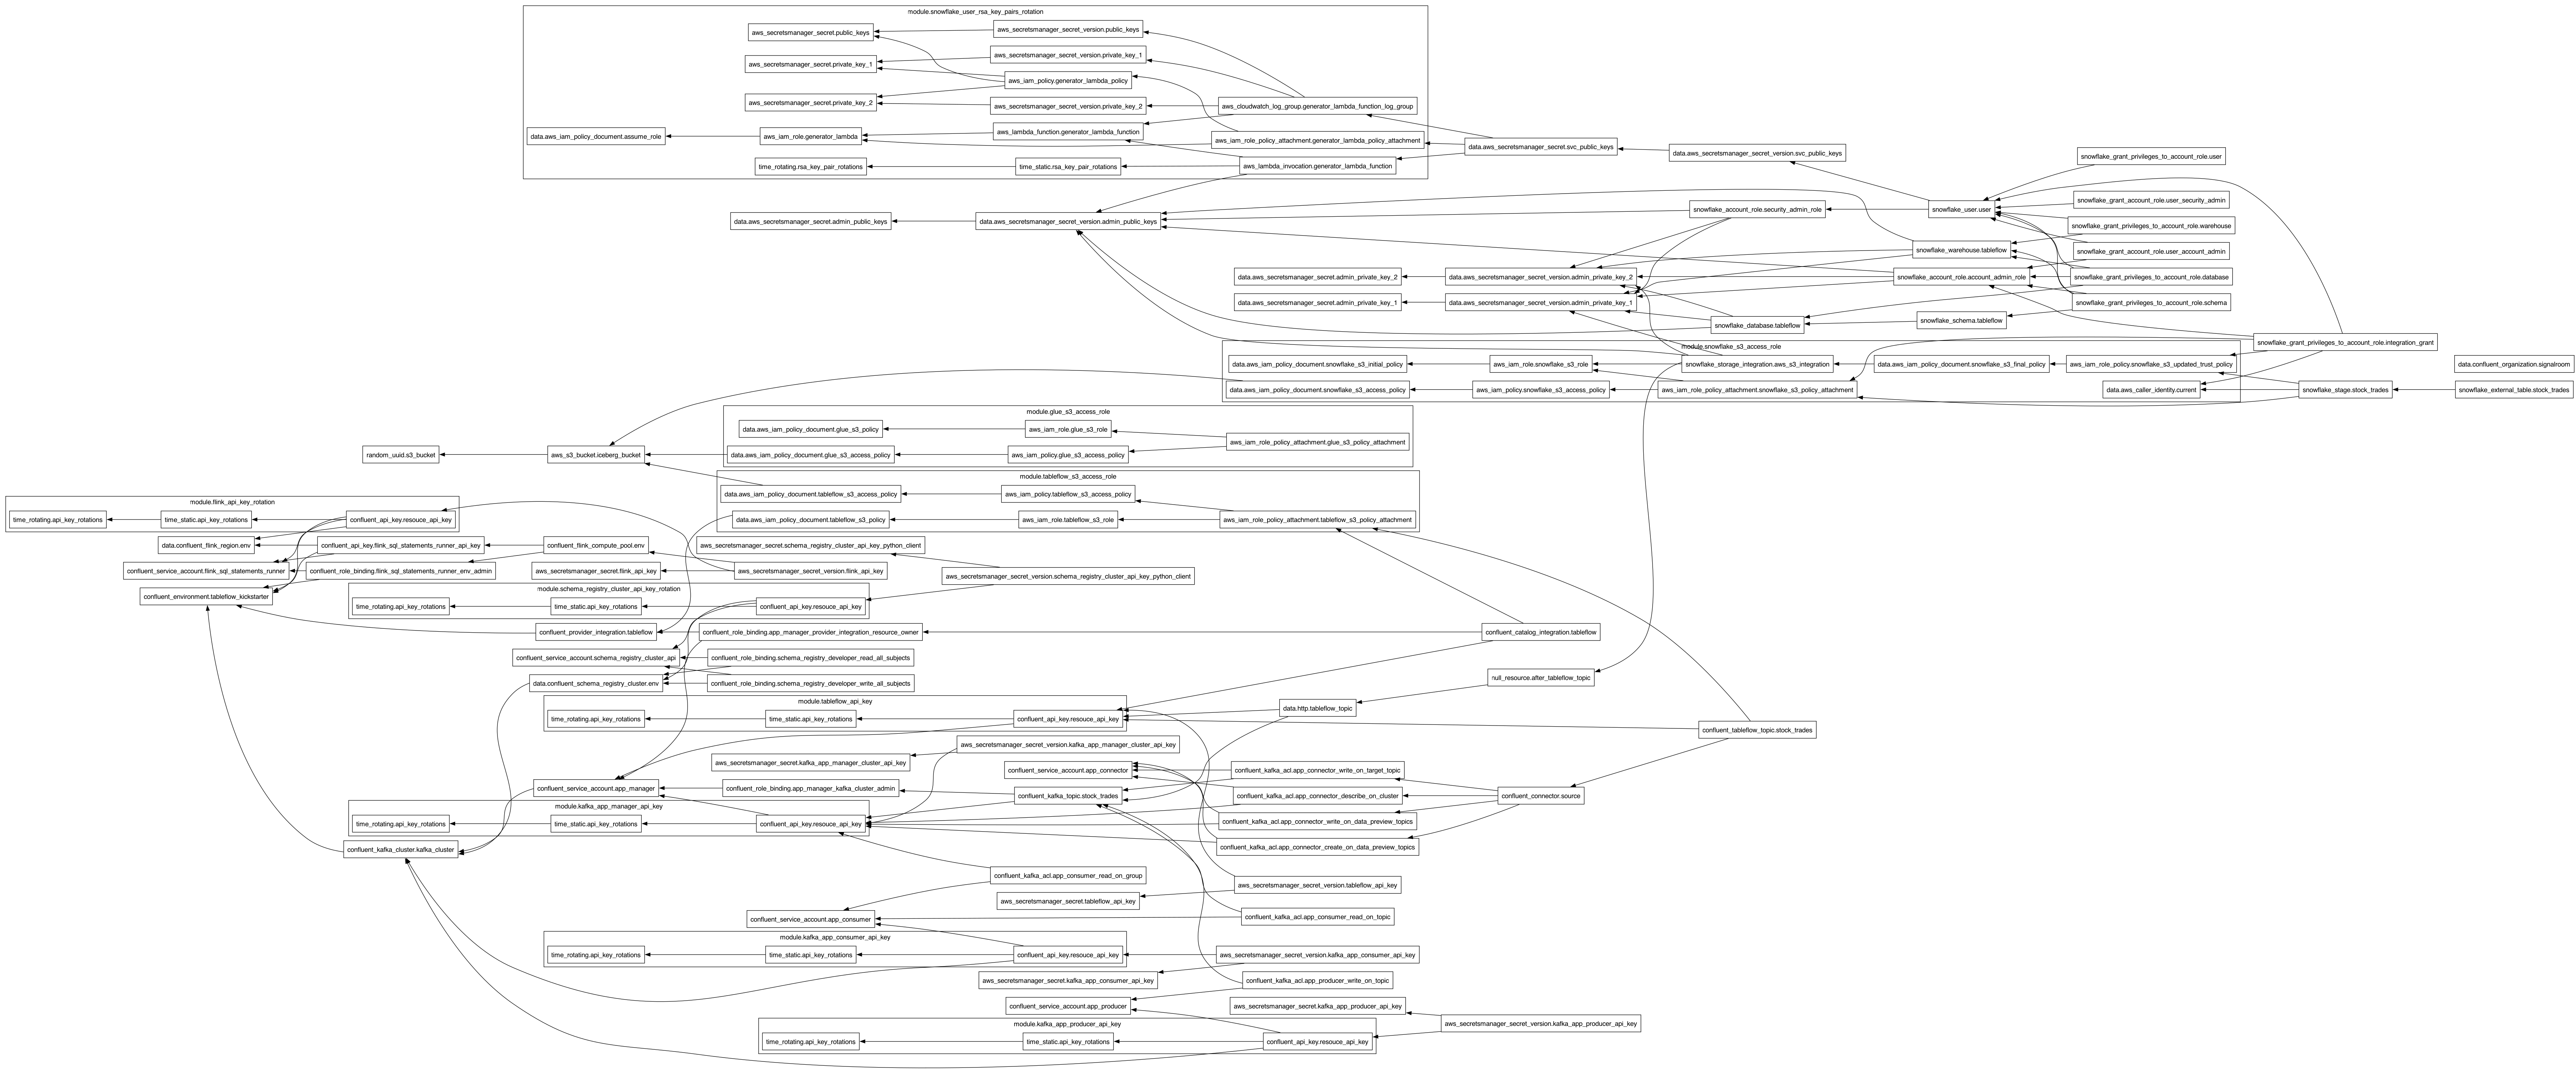 module.snowflake_user_rsa_key_pairs_rotation
aws_secretsmanager_secret.public_keys
aws_secretsmanager_secret_version.public_keys
aws_secretsmanager_secret.private_key_1
aws_secretsmanager_secret_version.private_key_1
aws_iam_policy.generator_lambda_policy
aws_secretsmanager_secret.private_key_2
aws_secretsmanager_secret_version.private_key_2
aws_cloudwatch_log_group.generator_lambda_function_log_group
data.aws_iam_policy_document.assume_role
aws_iam_role.generator_lambda
aws_lambda_function.generator_lambda_function
aws_iam_role_policy_attachment.generator_lambda_policy_attachment
data.aws_secretsmanager_secret.svc_public_keys
data.aws_secretsmanager_secret_version.svc_public_keys
snowflake_grant_privileges_to_account_role.user
time_rotating.rsa_key_pair_rotations
time_static.rsa_key_pair_rotations
aws_lambda_invocation.generator_lambda_function
snowflake_grant_account_role.user_security_admin
data.aws_secretsmanager_secret.admin_public_keys
data.aws_secretsmanager_secret_version.admin_public_keys
snowflake_account_role.security_admin_role
snowflake_user.user
snowflake_grant_privileges_to_account_role.warehouse
snowflake_warehouse.tableflow
snowflake_grant_account_role.user_account_admin
data.aws_secretsmanager_secret.admin_private_key_2
data.aws_secretsmanager_secret_version.admin_private_key_2
snowflake_account_role.account_admin_role
snowflake_grant_privileges_to_account_role.database
data.aws_secretsmanager_secret.admin_private_key_1
data.aws_secretsmanager_secret_version.admin_private_key_1
snowflake_grant_privileges_to_account_role.schema
snowflake_database.tableflow
snowflake_schema.tableflow
snowflake_grant_privileges_to_account_role.integration_grant
module.snowflake_s3_access_role
data.aws_iam_policy_document.snowflake_s3_initial_policy
aws_iam_role.snowflake_s3_role
snowflake_storage_integration.aws_s3_integration
data.aws_iam_policy_document.snowflake_s3_final_policy
aws_iam_role_policy.snowflake_s3_updated_trust_policy
data.confluent_organization.signalroom
data.aws_iam_policy_document.snowflake_s3_access_policy
aws_iam_policy.snowflake_s3_access_policy
aws_iam_role_policy_attachment.snowflake_s3_policy_attachment
data.aws_caller_identity.current
snowflake_stage.stock_trades
snowflake_external_table.stock_trades
module.glue_s3_access_role
data.aws_iam_policy_document.glue_s3_policy
aws_iam_role.glue_s3_role
aws_iam_role_policy_attachment.glue_s3_policy_attachment
random_uuid.s3_bucket
aws_s3_bucket.iceberg_bucket
data.aws_iam_policy_document.glue_s3_access_policy
aws_iam_policy.glue_s3_access_policy
module.tableflow_s3_access_role
data.aws_iam_policy_document.tableflow_s3_access_policy
aws_iam_policy.tableflow_s3_access_policy
module.flink_api_key_rotation
time_rotating.api_key_rotations
time_static.api_key_rotations
confluent_api_key.resouce_api_key
data.aws_iam_policy_document.tableflow_s3_policy
aws_iam_role.tableflow_s3_role
aws_iam_role_policy_attachment.tableflow_s3_policy_attachment
data.confluent_flink_region.env
confluent_api_key.flink_sql_statements_runner_api_key
confluent_flink_compute_pool.env
aws_secretsmanager_secret.schema_registry_cluster_api_key_python_client
confluent_service_account.flink_sql_statements_runner
confluent_role_binding.flink_sql_statements_runner_env_admin
aws_secretsmanager_secret.flink_api_key
aws_secretsmanager_secret_version.flink_api_key
aws_secretsmanager_secret_version.schema_registry_cluster_api_key_python_client
confluent_environment.tableflow_kickstarter
module.schema_registry_cluster_api_key_rotation
time_rotating.api_key_rotations
time_static.api_key_rotations
confluent_api_key.resouce_api_key
confluent_provider_integration.tableflow
confluent_role_binding.app_manager_provider_integration_resource_owner
confluent_catalog_integration.tableflow
confluent_service_account.schema_registry_cluster_api
confluent_role_binding.schema_registry_developer_read_all_subjects
data.confluent_schema_registry_cluster.env
confluent_role_binding.schema_registry_developer_write_all_subjects
null_resource.after_tableflow_topic
module.tableflow_api_key
time_rotating.api_key_rotations
time_static.api_key_rotations
confluent_api_key.resouce_api_key
data.http.tableflow_topic
confluent_tableflow_topic.stock_trades
aws_secretsmanager_secret_version.kafka_app_manager_cluster_api_key
aws_secretsmanager_secret.kafka_app_manager_cluster_api_key
confluent_service_account.app_connector
confluent_kafka_acl.app_connector_write_on_target_topic
confluent_service_account.app_manager
confluent_role_binding.app_manager_kafka_cluster_admin
confluent_kafka_topic.stock_trades
confluent_kafka_acl.app_connector_describe_on_cluster
confluent_connector.source
module.kafka_app_manager_api_key
time_rotating.api_key_rotations
time_static.api_key_rotations
confluent_api_key.resouce_api_key
confluent_kafka_acl.app_connector_write_on_data_preview_topics
confluent_kafka_cluster.kafka_cluster
confluent_kafka_acl.app_connector_create_on_data_preview_topics
confluent_kafka_acl.app_consumer_read_on_group
aws_secretsmanager_secret_version.tableflow_api_key
aws_secretsmanager_secret.tableflow_api_key
confluent_service_account.app_consumer
confluent_kafka_acl.app_consumer_read_on_topic
module.kafka_app_consumer_api_key
time_rotating.api_key_rotations
time_static.api_key_rotations
confluent_api_key.resouce_api_key
aws_secretsmanager_secret_version.kafka_app_consumer_api_key
aws_secretsmanager_secret.kafka_app_consumer_api_key
confluent_kafka_acl.app_producer_write_on_topic
confluent_service_account.app_producer
aws_secretsmanager_secret.kafka_app_producer_api_key
module.kafka_app_producer_api_key
aws_secretsmanager_secret_version.kafka_app_producer_api_key
time_rotating.api_key_rotations
time_static.api_key_rotations
confluent_api_key.resouce_api_key